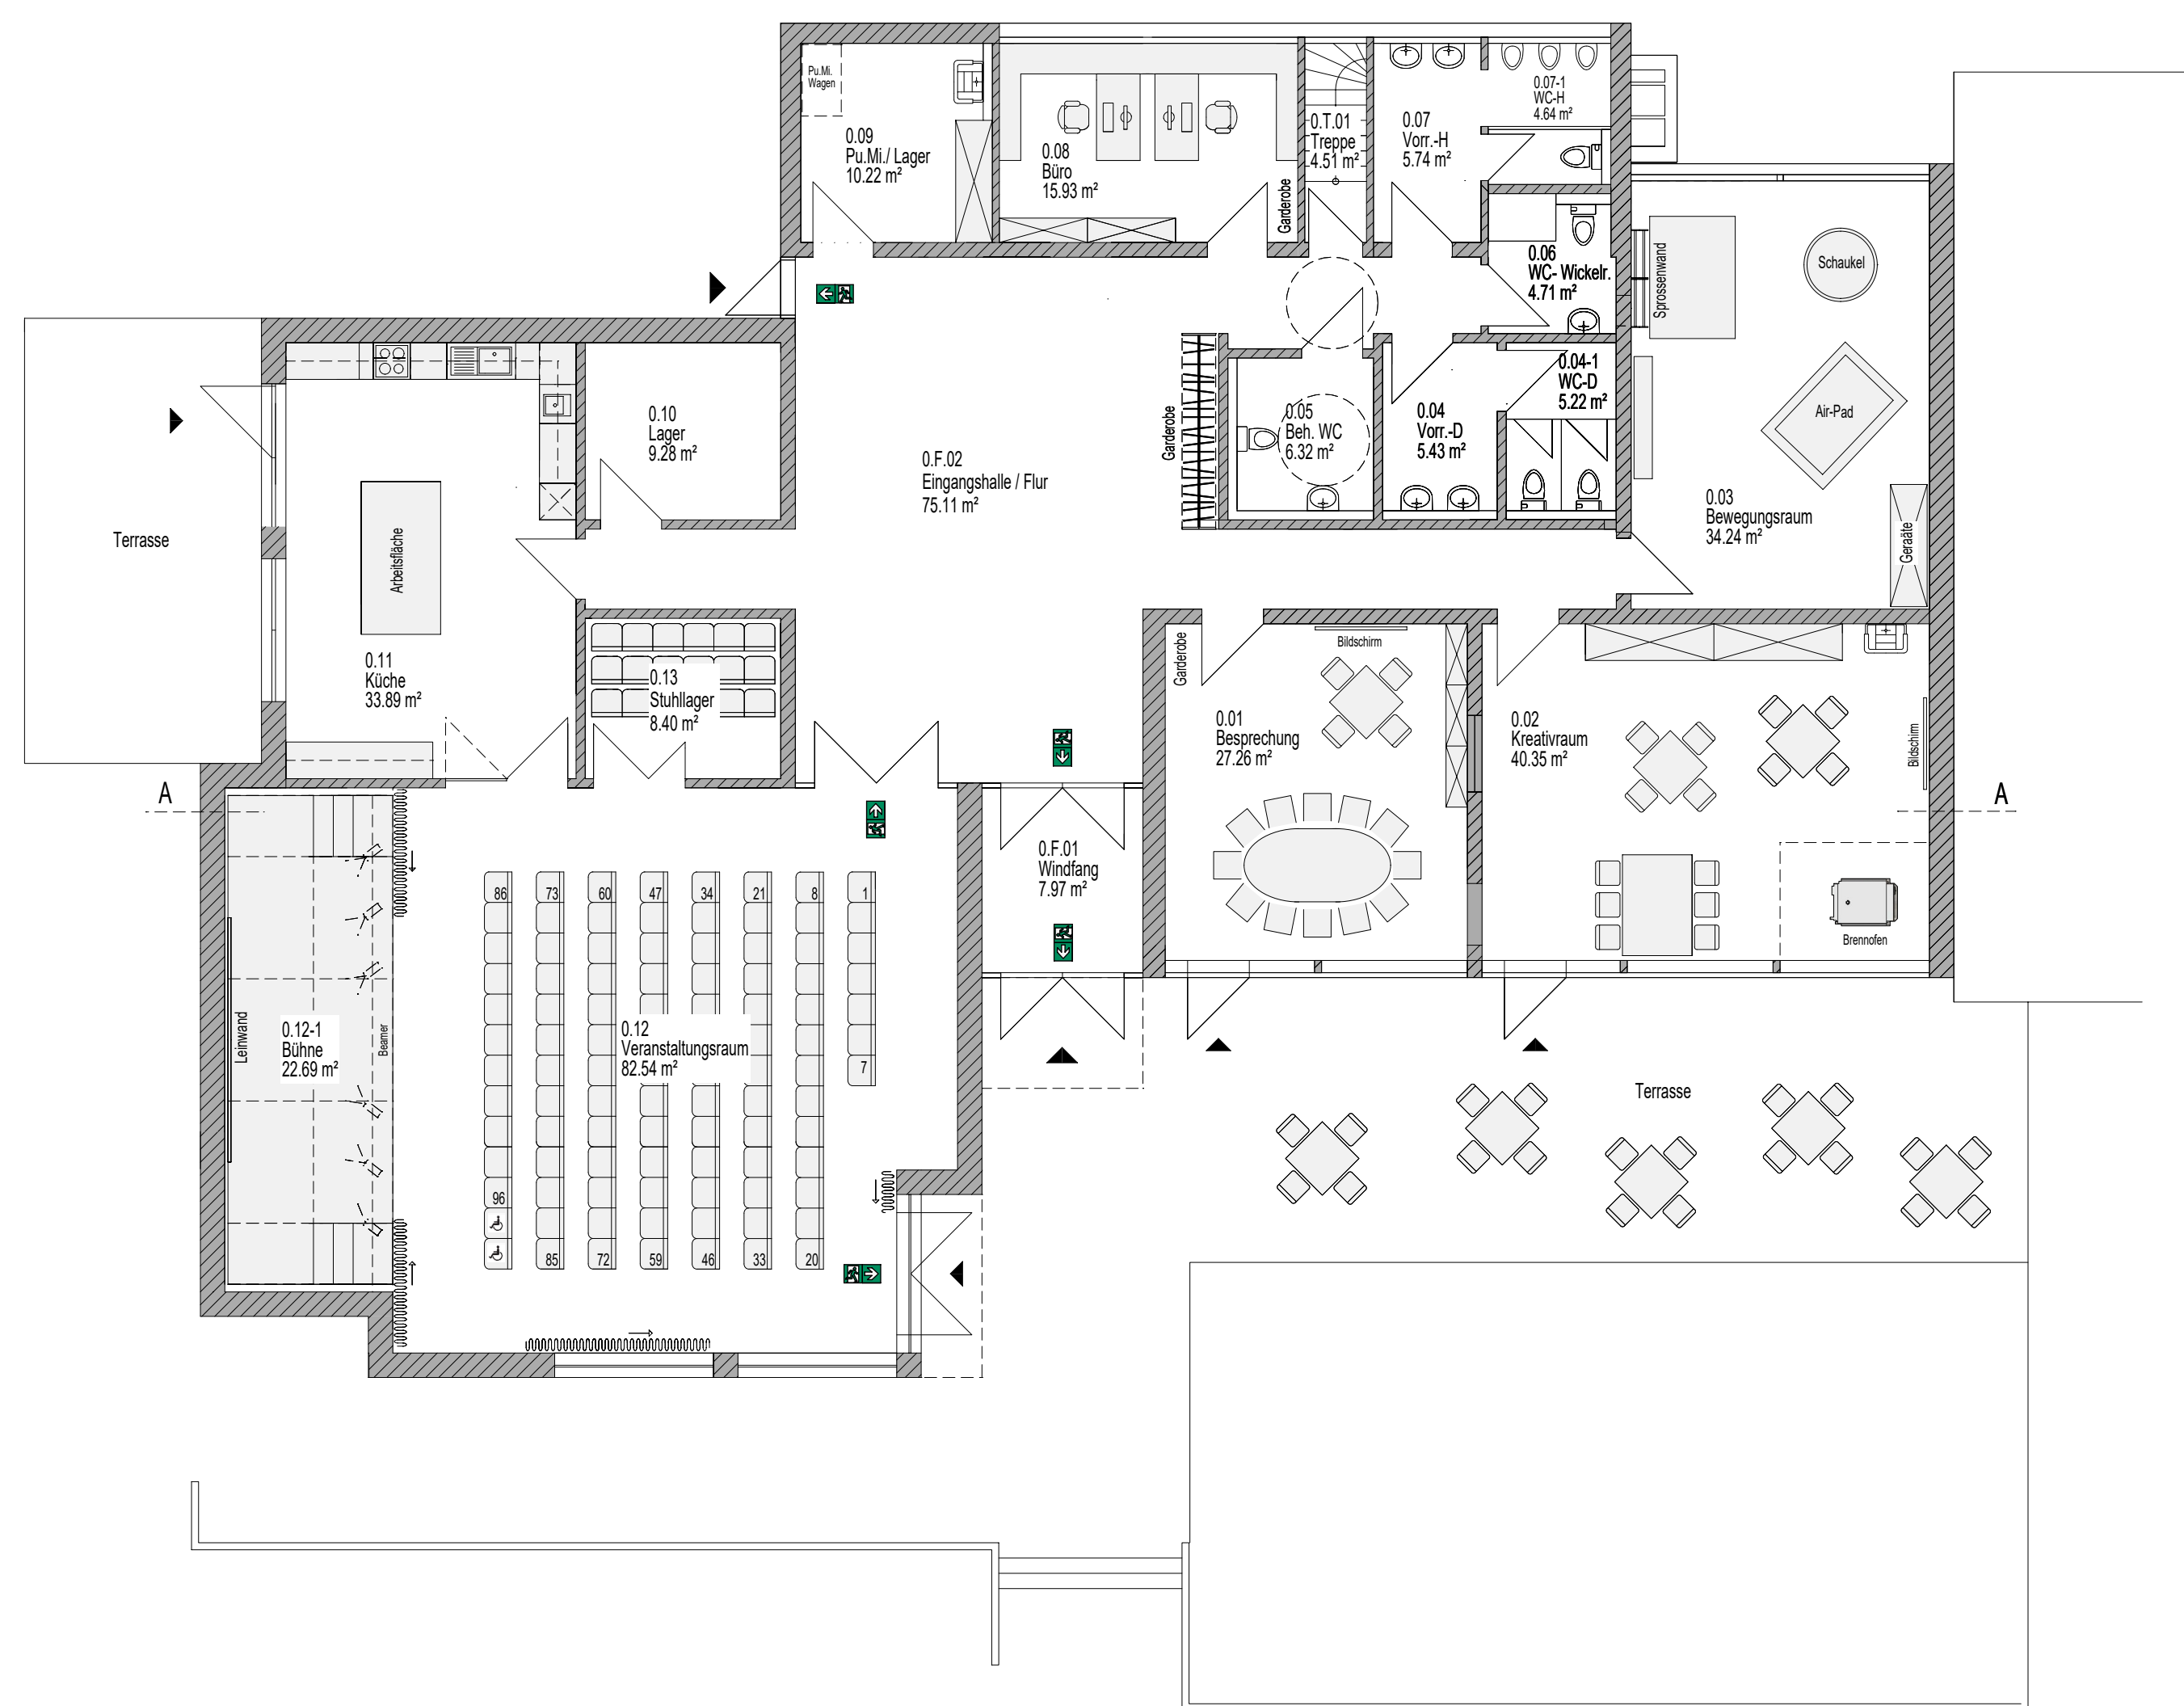 Pu.Mi.
Wagen
0.09
Pu.Mi./ Lager
10.22 m²
0.08
Büro
15.93 m²
Garderobe
0.T.01
Treppe
4.51 m²
0.07
Vorr.-H
5.74 m²
0.07-1
WC-H
4.64 m²
0.06
WC- Wickelr.
4.71 m²
Sprossenwand
Schaukel
Air-Pad
0.03
Bewegungsraum
34.24 m²
Geraäte
0.04-1
WC-D
5.22 m²
0.04
Vorr.-D
5.43 m²
0.05
Beh. WC
6.32 m²
Garderobe
0.F.02
Eingangshalle / Flur
75.11 m²
0.10
Lager
9.28 m²
Terrasse
Arbeitsfläche
0.11
Küche
33.89 m²
0.13
Stuhllager
8.40 m²
Garderobe
Bildschirm
0.01
Besprechung
27.26 m²
0.02
Kreativraum
40.35 m²
Bildschirm
Brennofen
A
A
0.F.01
Windfang
7.97 m²
86
73
60
47
34
21
8
1
Leinwand
0.12-1
Bühne
22.69 m²
Beamer
0.12
Veranstaltungsraum
82.54 m²
7
96
85
72
59
46
33
20
Terrasse